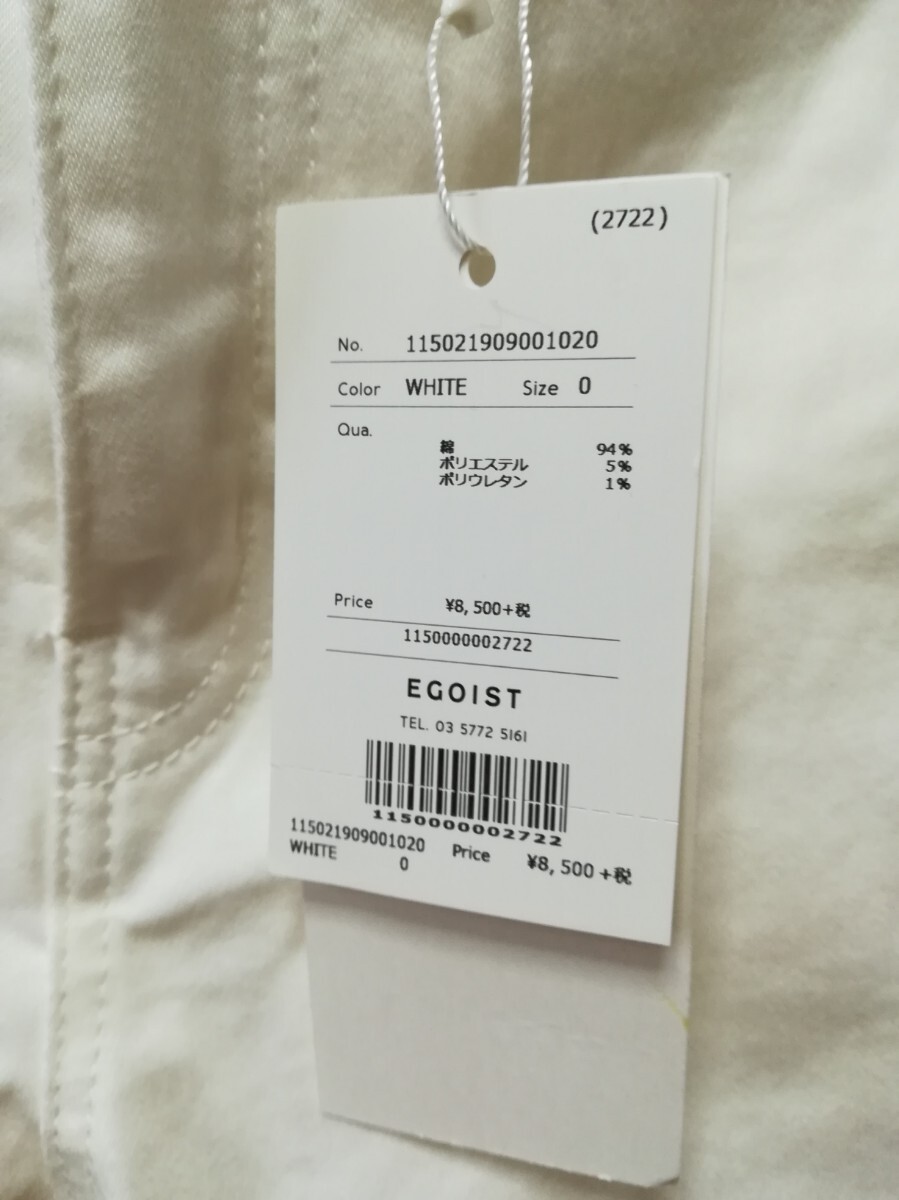 (2722)
No. 115021909001020
Color WHITE Size 0
Qua.
綿 94%
ポリエステル 5%
ポリウレタン 1%
Price ¥8,500+税
1150000002722
EGOIST
TEL. 03 5772 5161
1150000002722
115021909001020 Price ¥8,500+税
WHITE 0